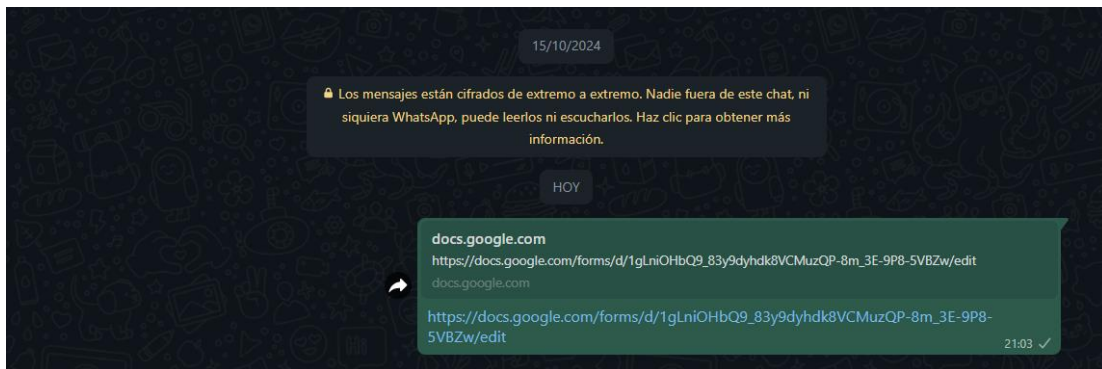 15/10/2024
Los mensajes están cifrados de extremo a extremo. Nadie fuera de este chat, ni
siquiera WhatsApp, puede leerlos ni escucharlos. Haz clic para obtener más
información.
HOY
docs.google.com
https://docs.google.com/forms/d/1gLniOHbQ9_83y9dyhdk8VCMuzQP-8m_3E-9P8-5VBZw/edit
docs.google.com
https://docs.google.com/forms/d/1gLniOHbQ9_83y9dyhdk8VCMuzQP-8m_3E-9P8-
5VBZw/edit
21:03